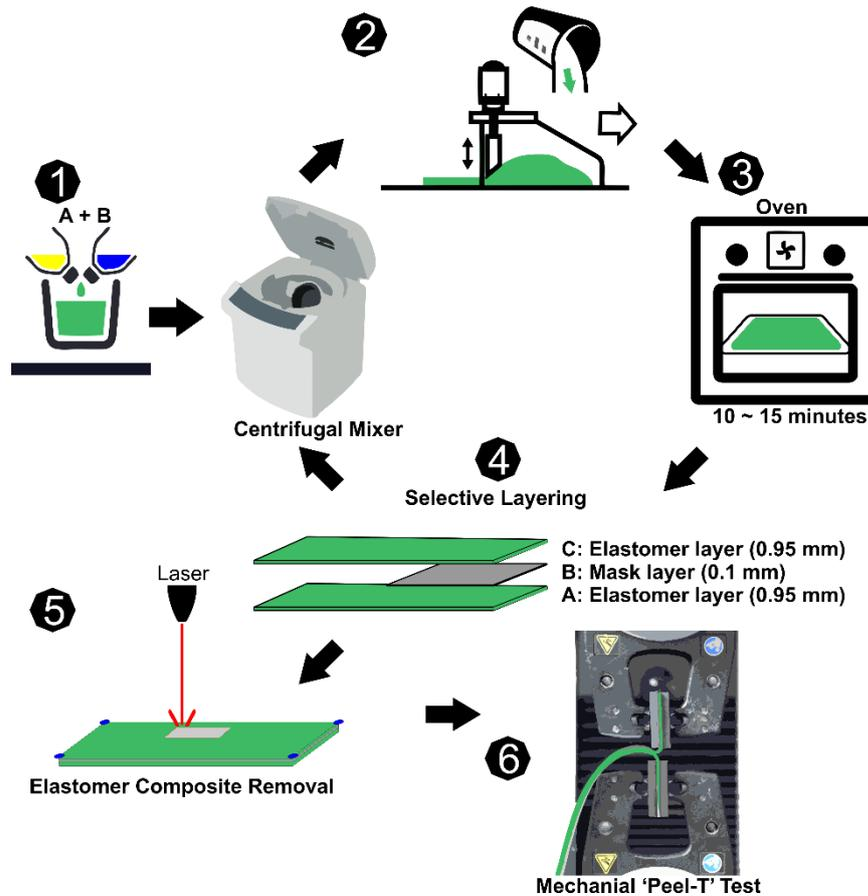 2
1
A + B
3
Oven
Centrifugal Mixer
10 ~ 15 minutes
4
Selective Layering
C: Elastomer layer (0.95 mm)
B: Mask layer (0.1 mm)
A: Elastomer layer (0.95 mm)
Laser
5
Elastomer Composite Removal
6
Mechanial ‘Peel-T’ Test